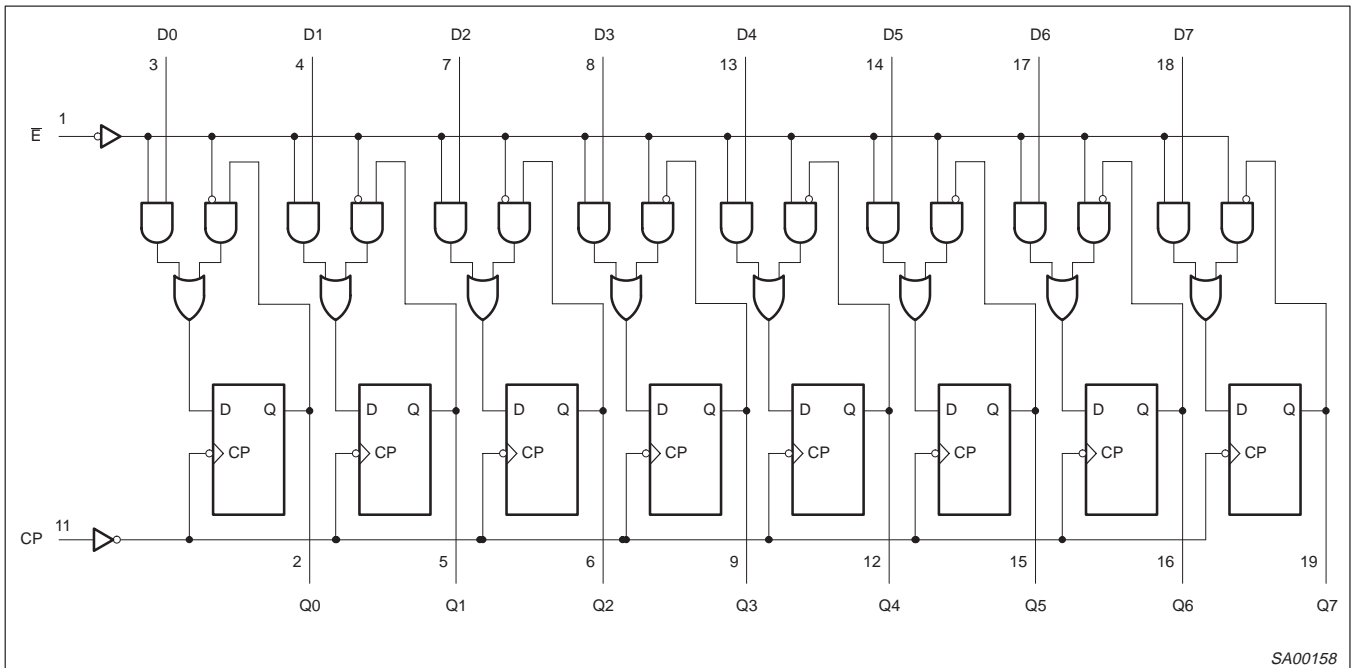 D0 D1 D2 D3 D4 D5 D6 D7
3 4 7 8 13 14 17 18
E̅ 1
D Q D Q D Q D Q D Q D Q D Q D Q
CP CP CP CP CP CP CP CP
CP 11
2 5 6 9 12 15 16 19
Q0 Q1 Q2 Q3 Q4 Q5 Q6 Q7
SA00158